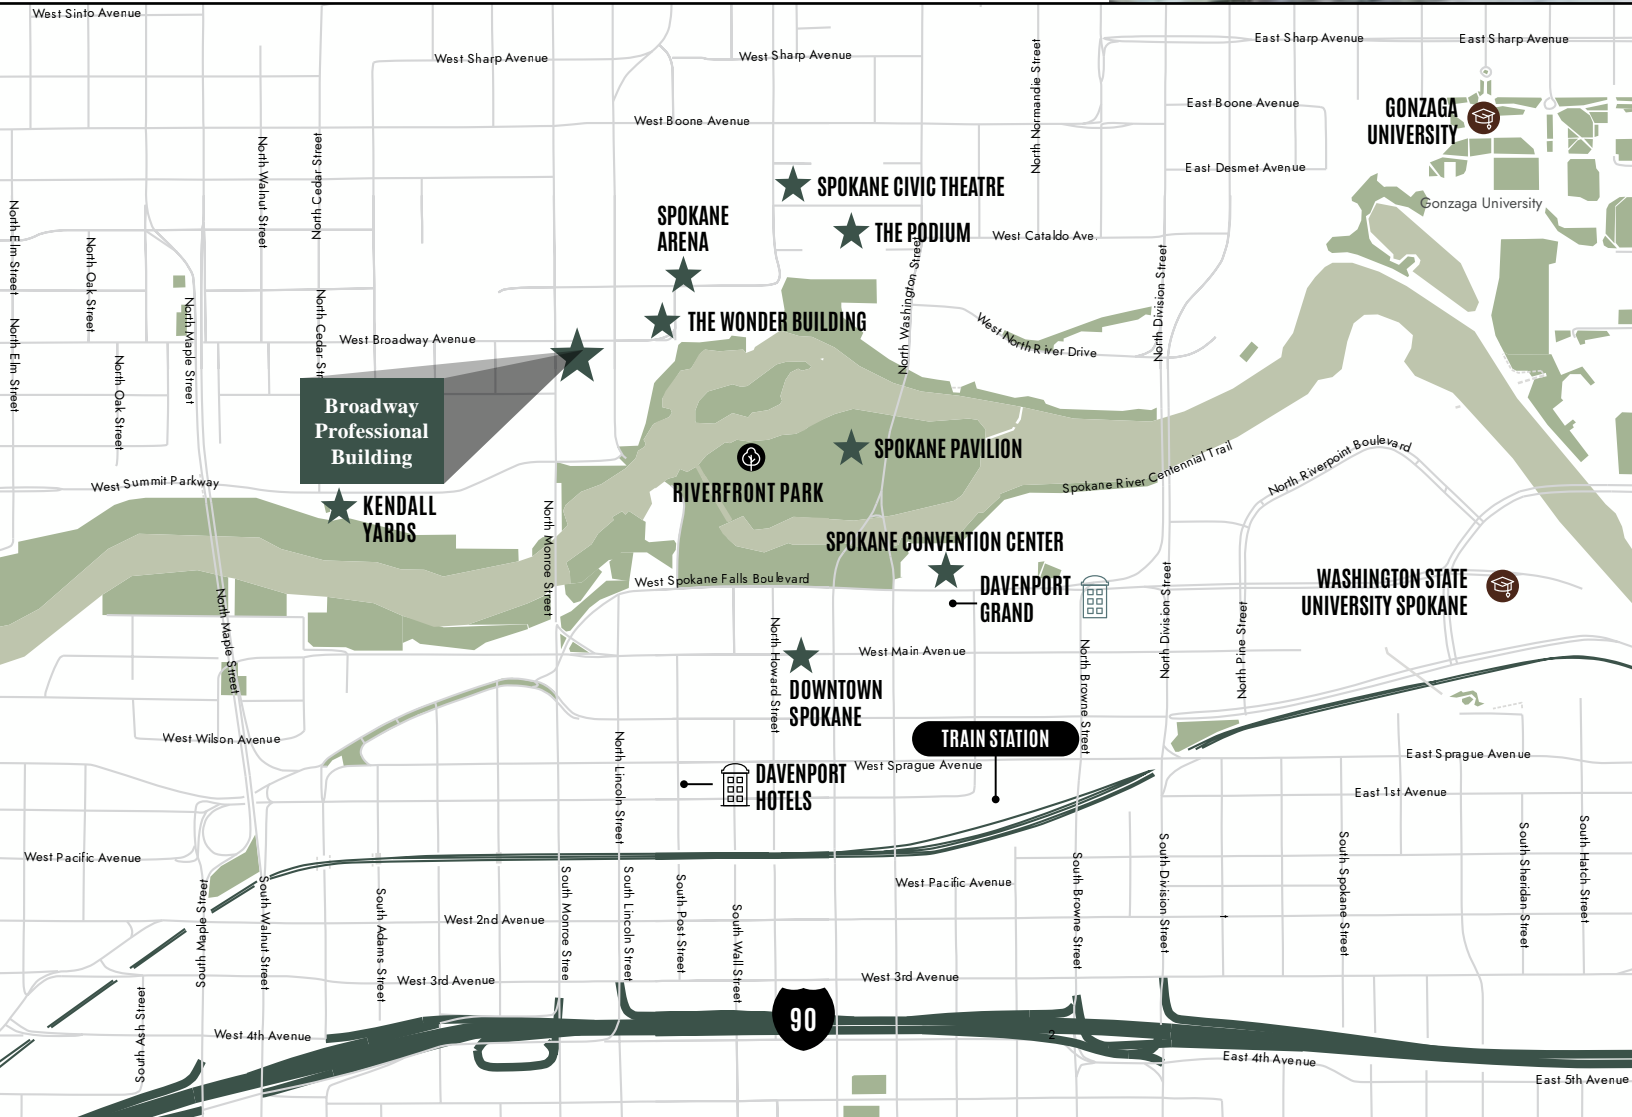 West Sinto Avenue
West Sharp Avenue
West Sharp Avenue
East Sharp Avenue
East Sharp Avenue
North Normandie Street
West Boone Avenue
East Boone Avenue
GONZAGA
UNIVERSITY
East Desmet Avenue
Gonzaga University
North Walnut Street
North Cedar Street
SPOKANE CIVIC THEATRE
SPOKANE
ARENA
THE PODIUM
West Cataldo Ave.
North Elm Street
North Oak Street
North Maple Street
North Cedar Str
North Elm Street
North Oak Street
THE WONDER BUILDING
North Washington Street
West North River Drive
North Division Street
West Broadway Avenue
Broadway
Professional
Building
SPOKANE PAVILION
RIVERFRONT PARK
Spokane River Centennial Trail
North Riverpoint Boulevard
West Summit Parkway
KENDALL
YARDS
North Monroe Street
SPOKANE CONVENTION CENTER
West Spokane Falls Boulevard
DAVENPORT
GRAND
WASHINGTON STATE
UNIVERSITY SPOKANE
North Maple Street
North Howard Street
West Main Avenue
North Browne Street
North Division Street
North Pine Street
DOWNTOWN
SPOKANE
TRAIN STATION
West Wilson Avenue
North Lincoln Street
DAVENPORT
HOTELS
West Sprague Avenue
East Sprague Avenue
East 1st Avenue
West Pacific Avenue
West Pacific Avenue
South Maple Street
South Walnut Street
South Adams Street
West 2nd Avenue
South Monroe Stree
South Lincoln Street
South Post Street
South Wall Street
South Browne Street
South Division Street
t
South Spokane Street
South Sheridan Street
South Hatch Street
West 3rd Avenue
West 3rd Avenue
South Ash Street
West 4th Avenue
90
2
East 4th Avenue
East 5th Avenue